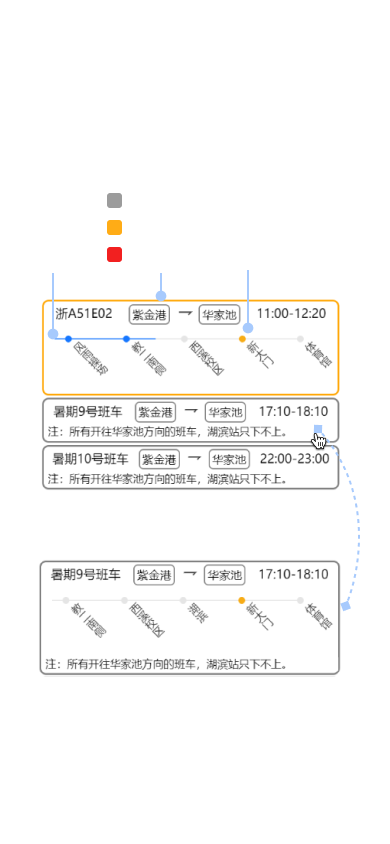 浙A51E02 紫金港 → 华家池 11:00-12:20
风雨操场 教二南侧 西溪校区 新大门 体育馆
暑期9号班车 紫金港 → 华家池 17:10-18:10
注：所有开往华家池方向的班车，湖滨站只下不上。
暑期10号班车 紫金港 → 华家池 22:00-23:00
注：所有开往华家池方向的班车，湖滨站只下不上。
暑期9号班车 紫金港 → 华家池 17:10-18:10
教二南侧 西溪校区 湖滨 新大门 体育馆
注：所有开往华家池方向的班车，湖滨站只下不上。